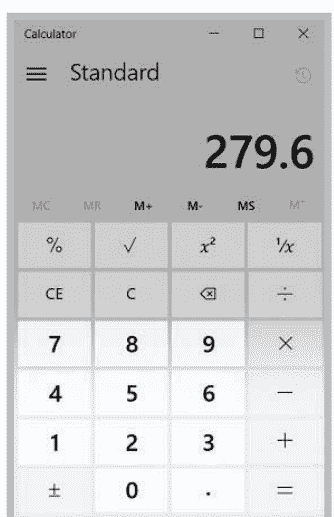 Calculator
Standard
279.6
MC MR M+ M- MS M˅
% √ x² ¹/x
CE C ÷
7 8 9 ×
4 5 6 −
1 2 3 +
± 0 . =